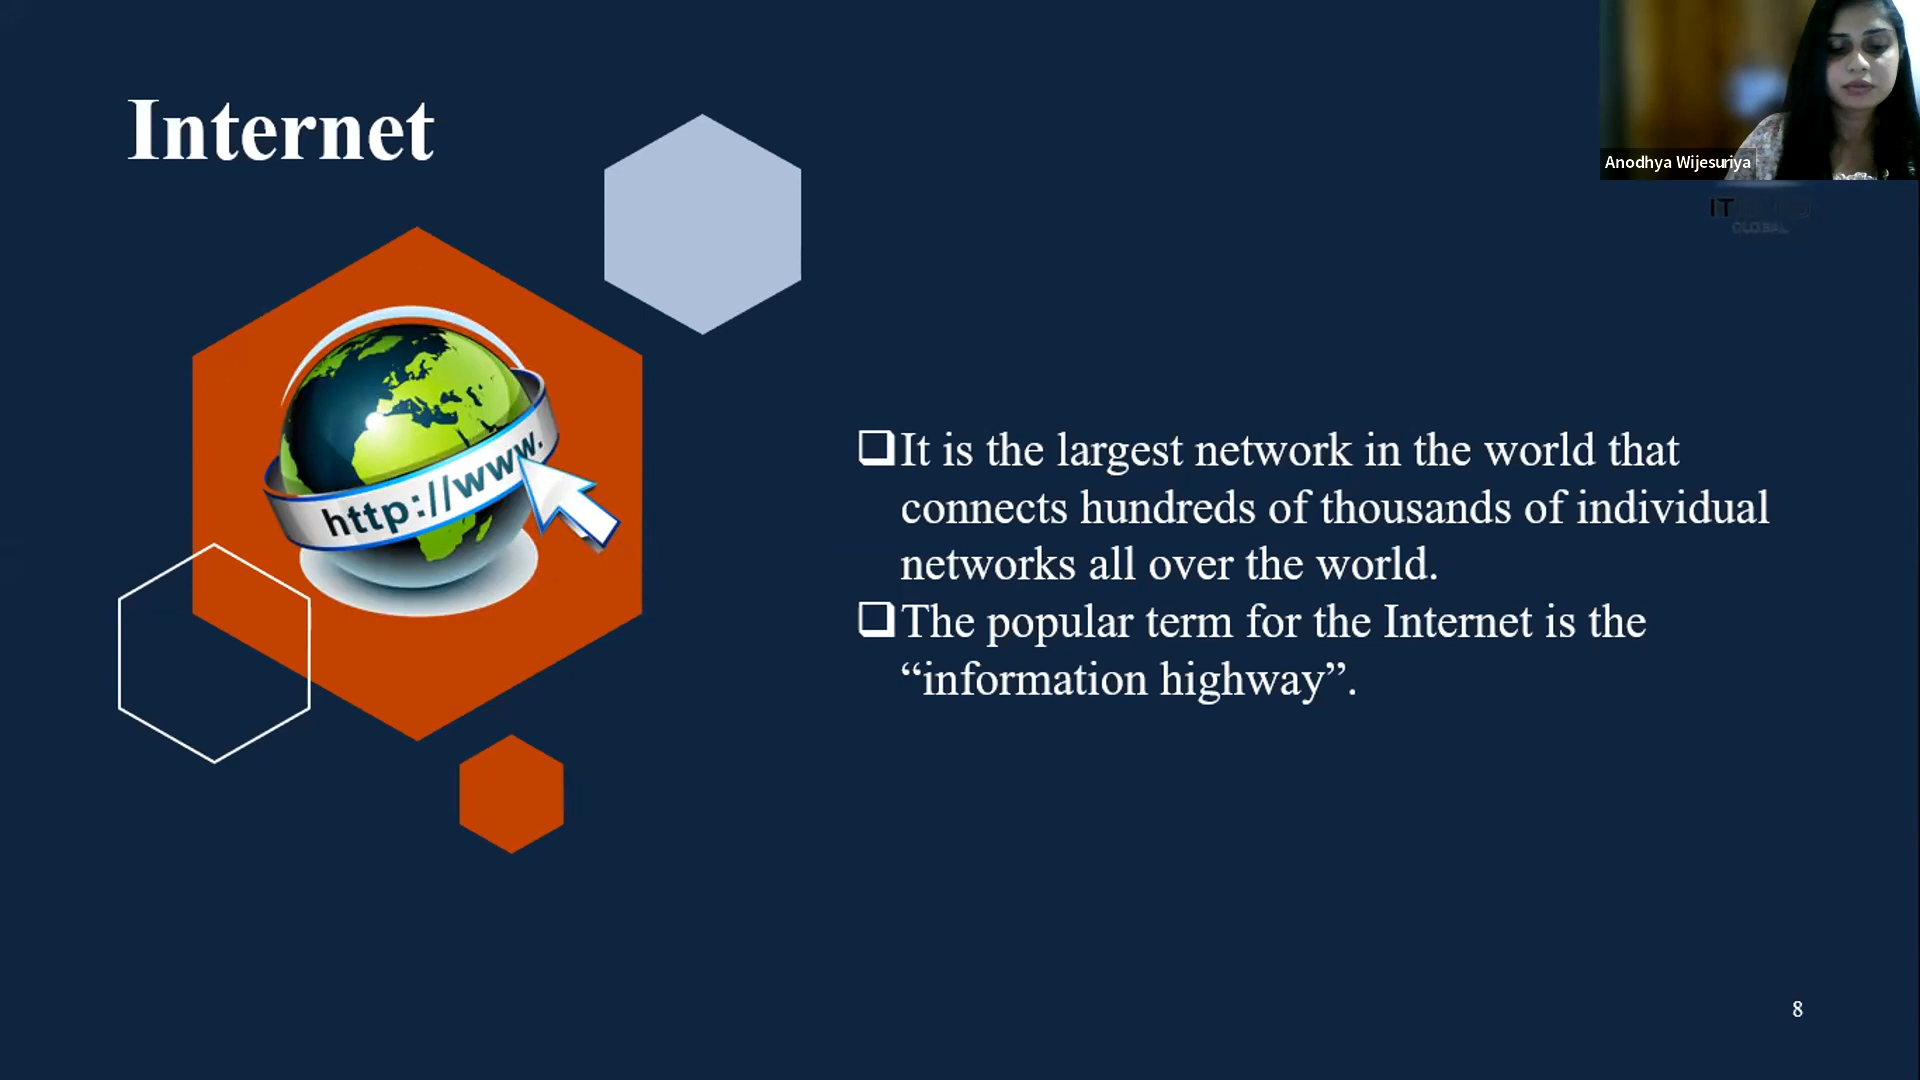 Internet
Anodhya Wijesuriya
IT
GLOBAL
http://www.
❑It is the largest network in the world that
connects hundreds of thousands of individual
networks all over the world.
❑The popular term for the Internet is the
“information highway”.
8